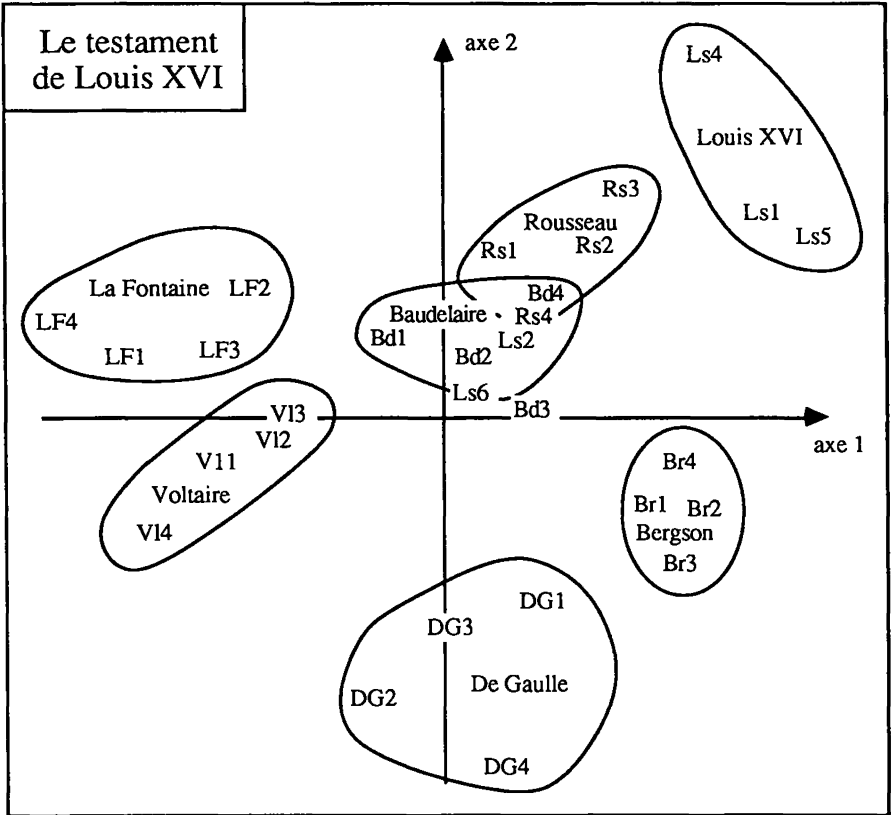 Le testament
de Louis XVI
axe 2
Ls4
Louis XVI
Ls1
Ls5
Rs3
Rousseau
Rs1
Rs2
La Fontaine
LF2
LF4
LF1
LF3
Bd4
Baudelaire
Rs4
Bd1
Ls2
Bd2
Ls6
Bd3
axe 1
Vl3
Vl2
V11
Voltaire
Vl4
Br4
Br1
Br2
Bergson
Br3
DG1
DG3
De Gaulle
DG2
DG4